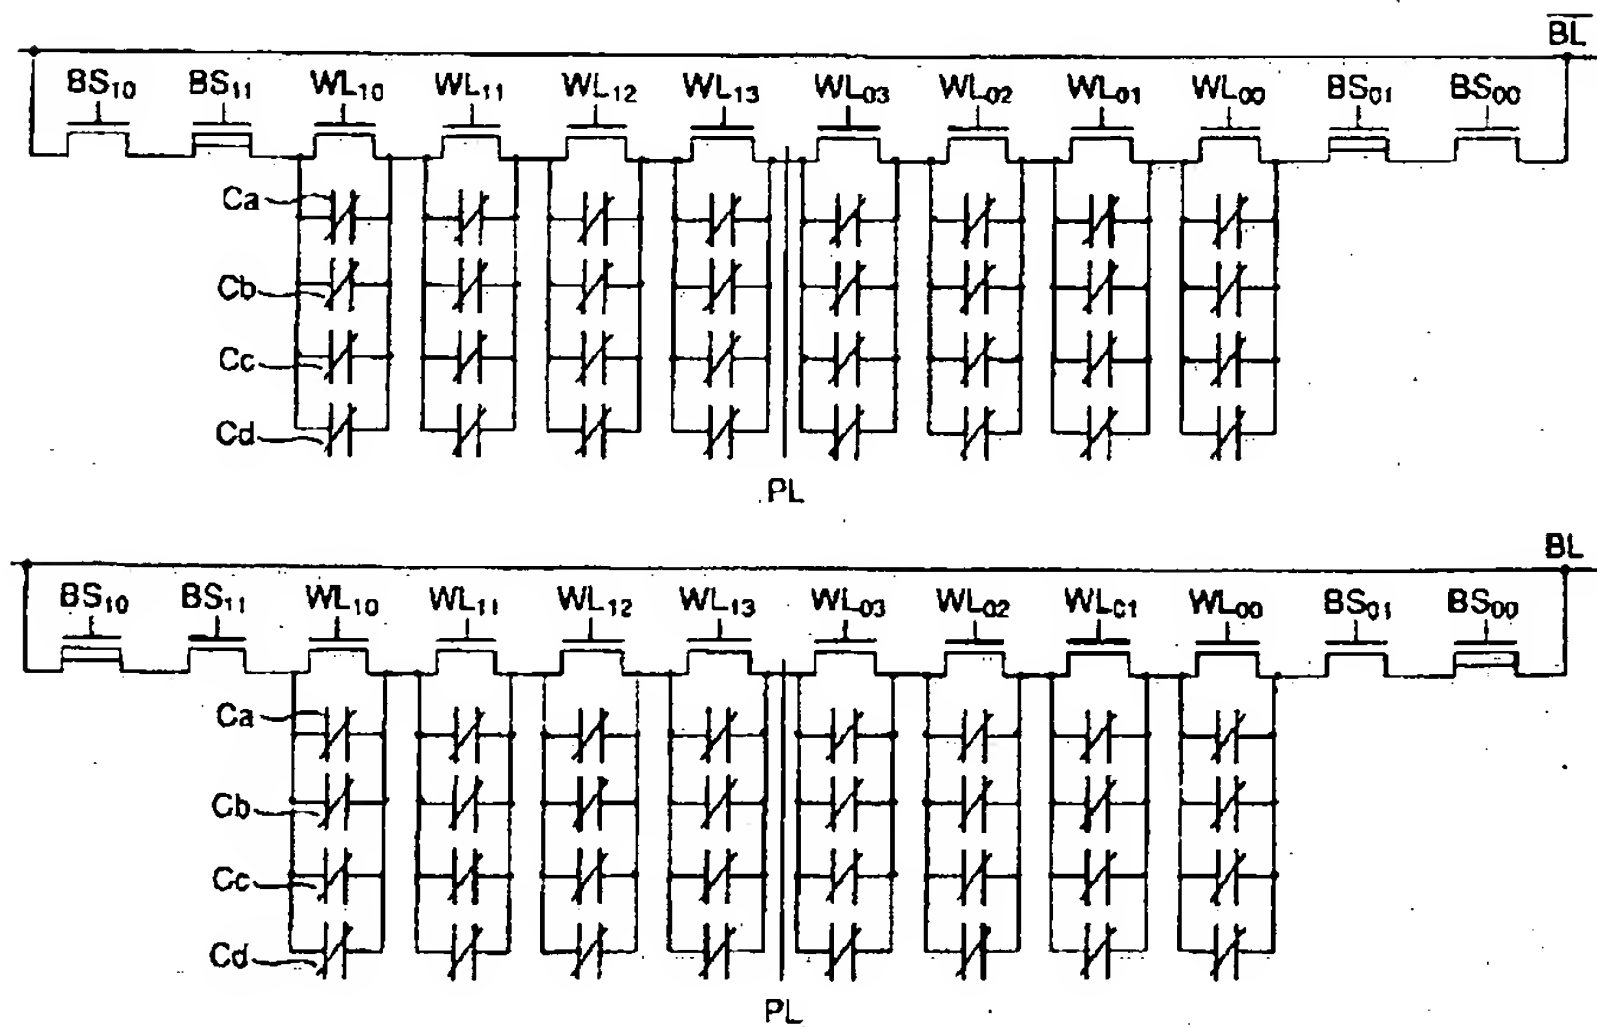 B̅L̅
BS₁₀ BS₁₁ WL₁₀ WL₁₁ WL₁₂ WL₁₃ WL₀₃ WL₀₂ WL₀₁ WL₀₀ BS₀₁ BS₀₀
Ca
Cb
Cc
Cd
PL
BL
BS₁₀ BS₁₁ WL₁₀ WL₁₁ WL₁₂ WL₁₃ WL₀₃ WL₀₂ WL₀₁ WL₀₀ BS₀₁ BS₀₀
Ca
Cb
Cc
Cd
PL